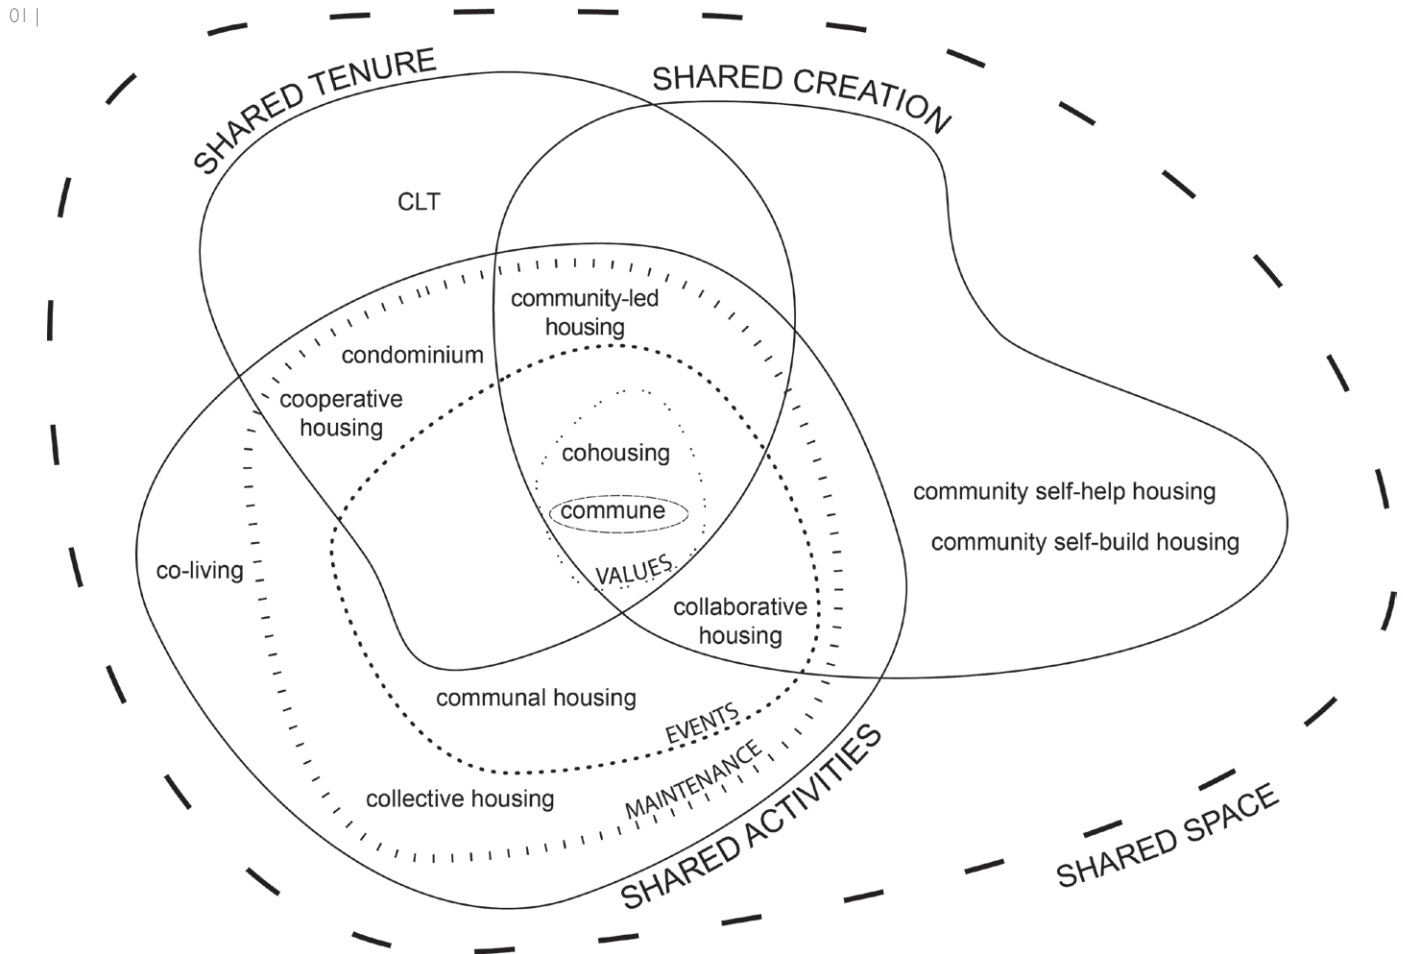 01 |
SHARED TENURE
SHARED CREATION
CLT
community-led
housing
condominium
cooperative
housing
cohousing
commune
VALUES
community self-help housing
community self-build housing
co-living
collaborative
housing
communal housing
EVENTS
MAINTENANCE
collective housing
SHARED ACTIVITIES
SHARED SPACE